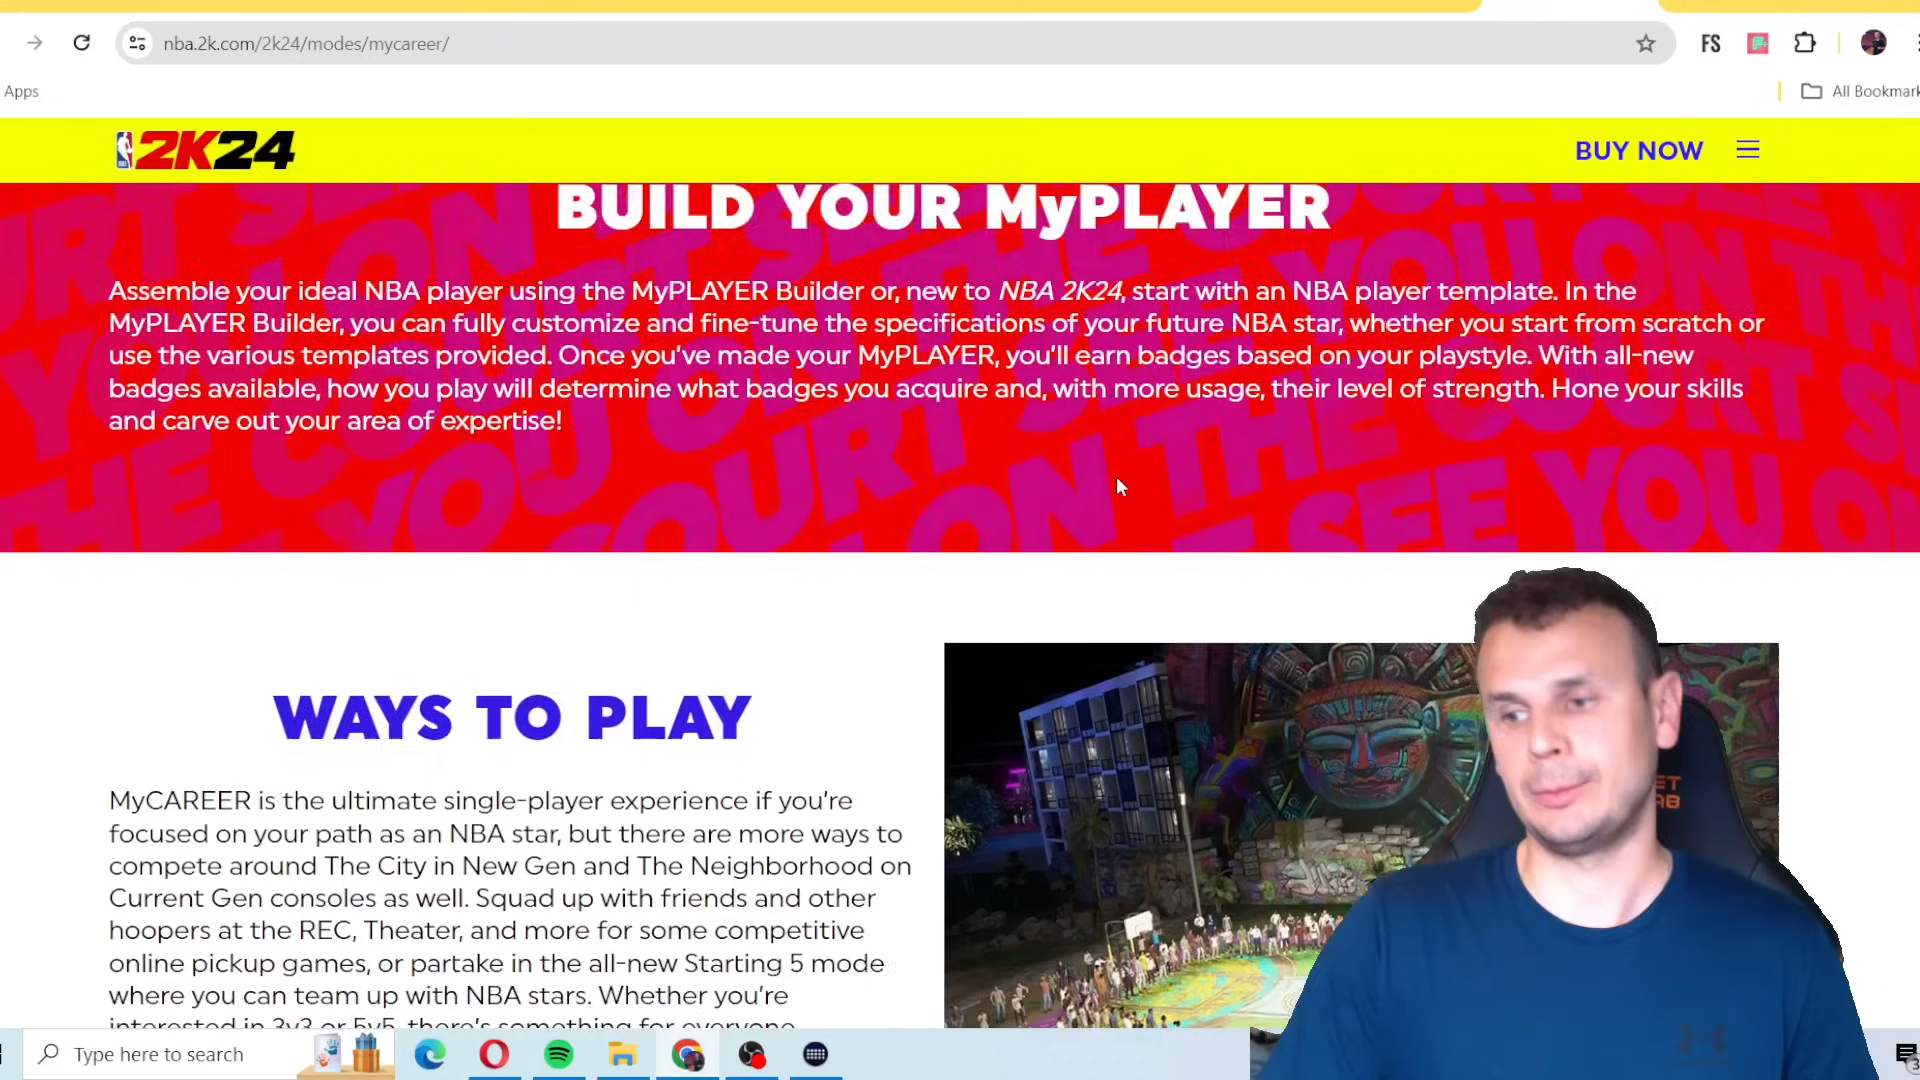 nba.2k.com/2k24/modes/mycareer/
FS
Apps
All Bookmark
2K24
BUY NOW
BUILD YOUR MyPLAYER
Assemble your ideal NBA player using the MyPLAYER Builder or, new to NBA 2K24, start with an NBA player template. In the
MyPLAYER Builder, you can fully customize and fine-tune the specifications of your future NBA star, whether you start from scratch or
use the various templates provided. Once you've made your MyPLAYER, you'll earn badges based on your playstyle. With all-new
badges available, how you play will determine what badges you acquire and, with more usage, their level of strength. Hone your skills
and carve out your area of expertise!
WAYS TO PLAY
MyCAREER is the ultimate single-player experience if you're
focused on your path as an NBA star, but there are more ways to
compete around The City in New Gen and The Neighborhood on
Current Gen consoles as well. Squad up with friends and other
hoopers at the REC, Theater, and more for some competitive
online pickup games, or partake in the all-new Starting 5 mode
where you can team up with NBA stars. Whether you're
interested in 3v3 or 5v5, there's something for everyone
Type here to search